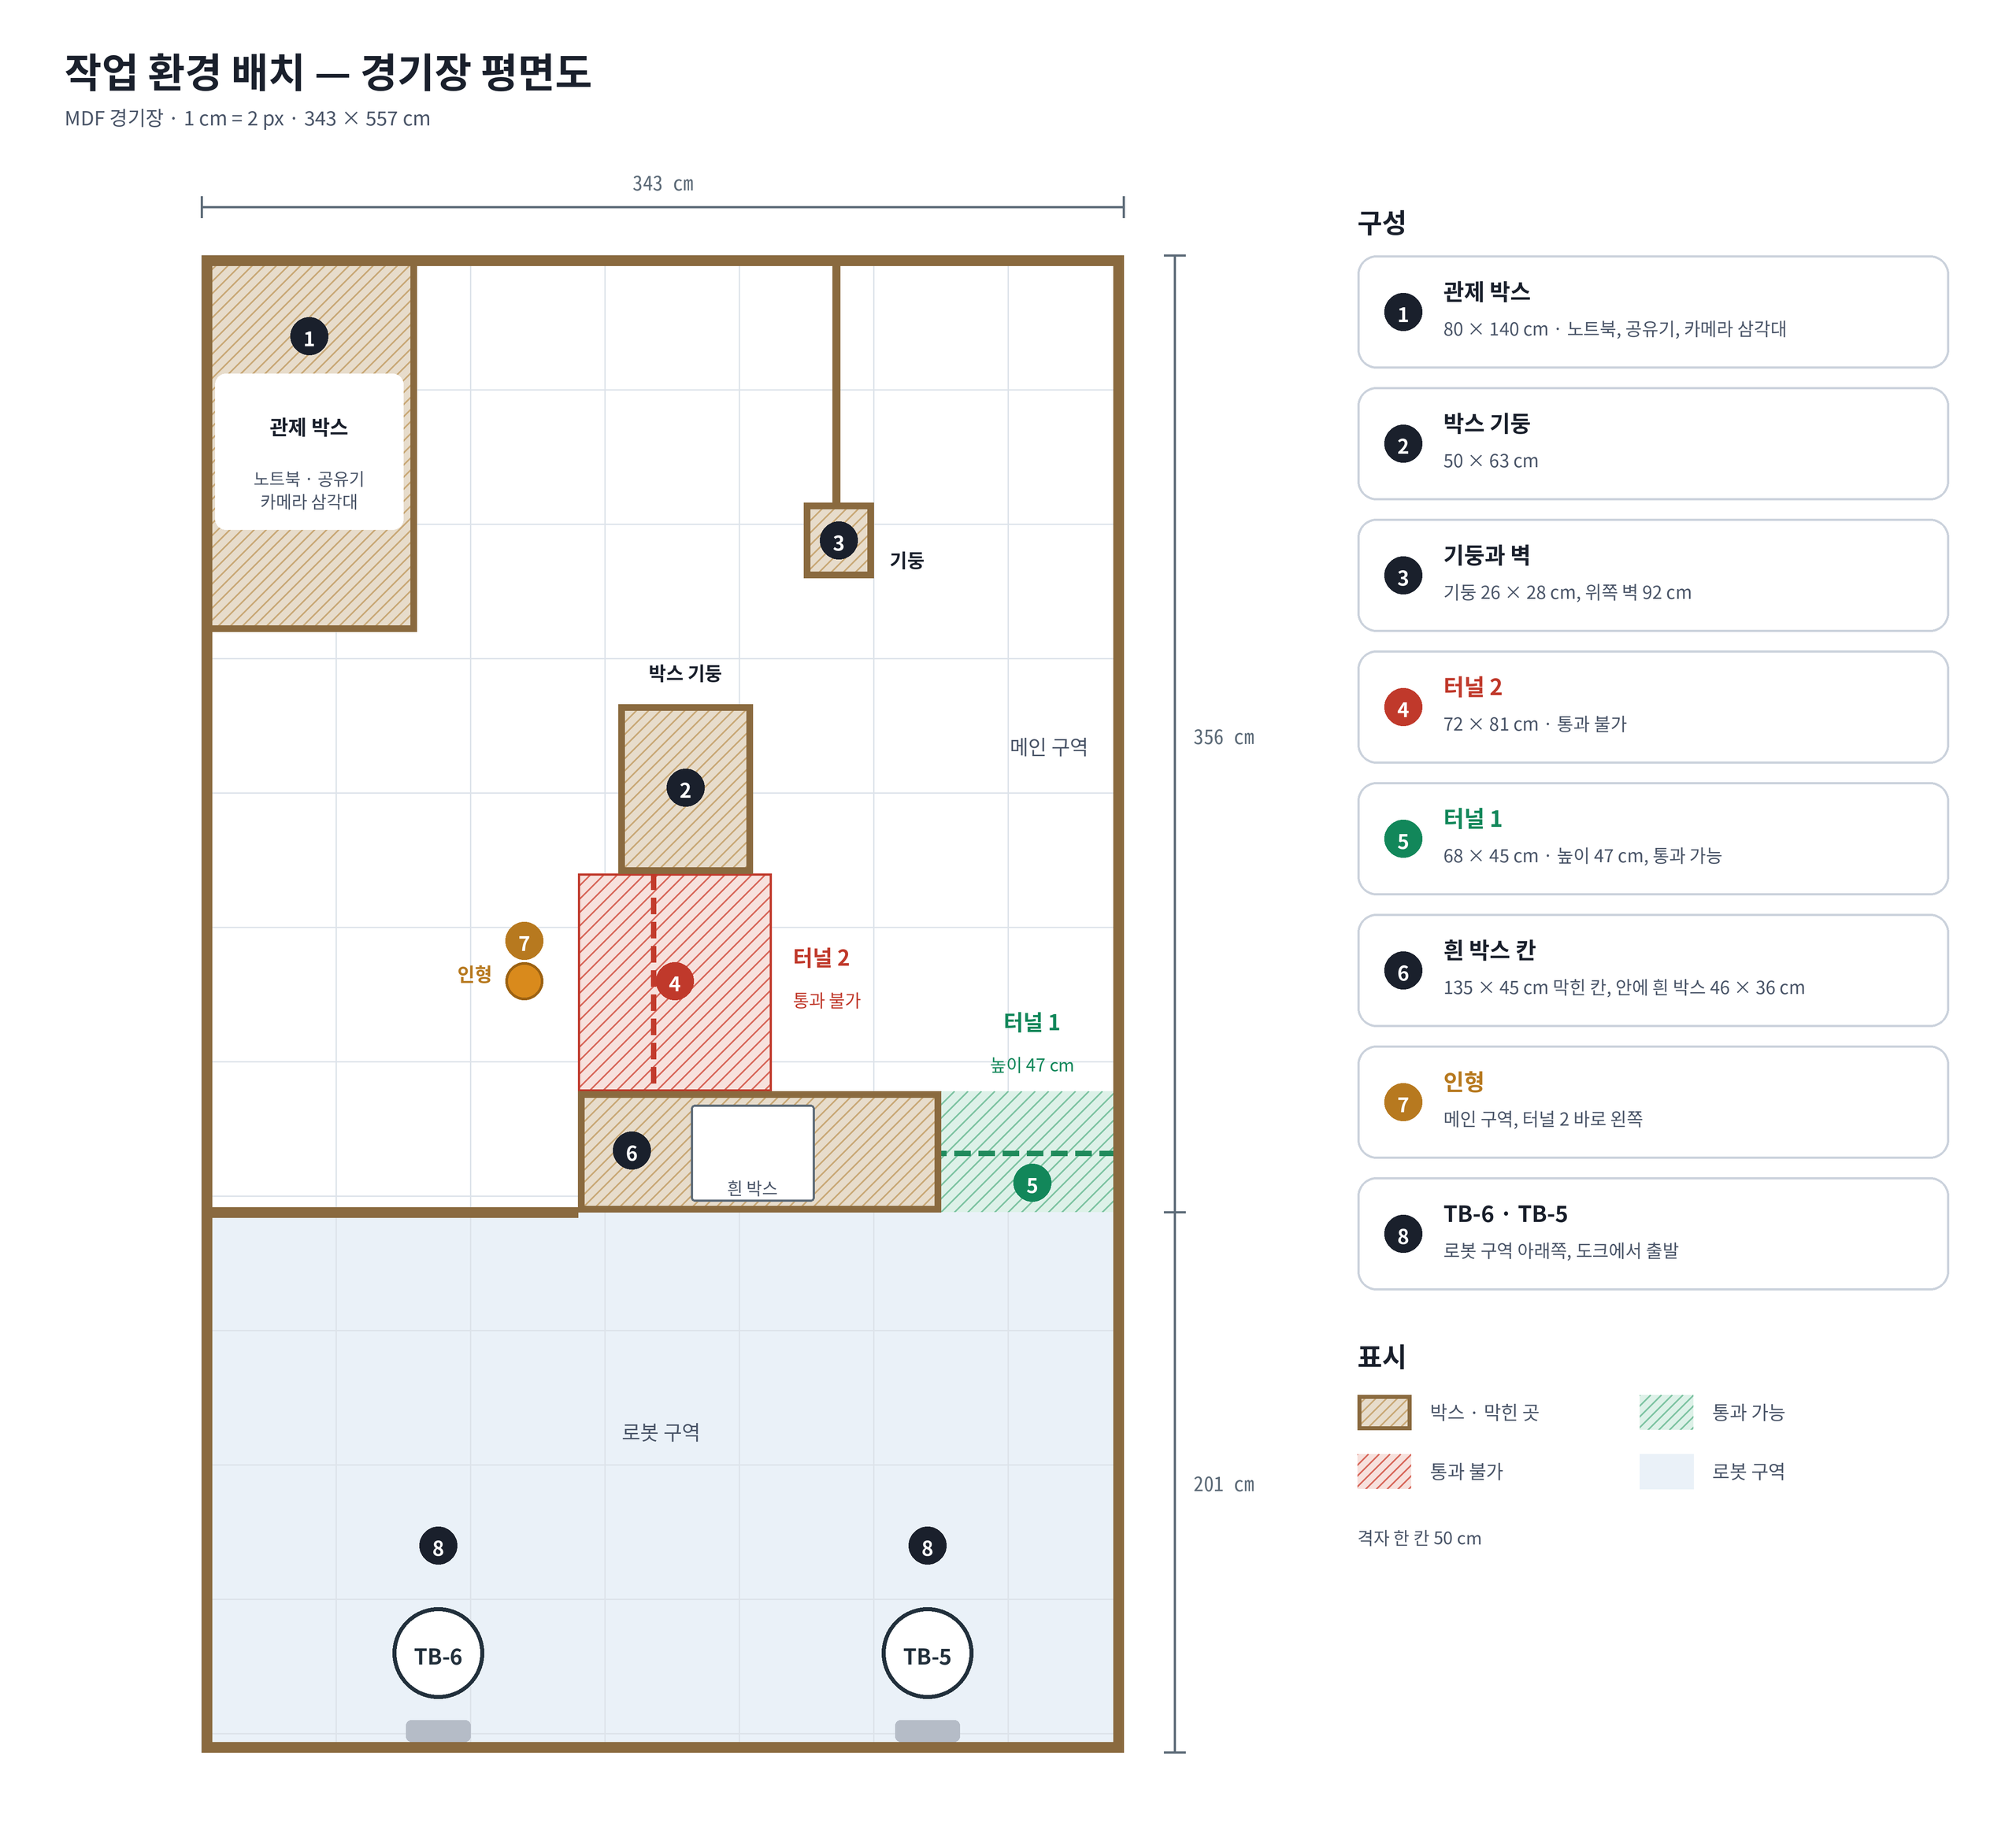 작업 환경 배치 — 경기장 평면도
MDF 경기장 · 1 cm = 2 px · 343 × 557 cm
343 cm
1
관제 박스
노트북 · 공유기
카메라 삼각대
3
기둥
박스 기둥
2
메인 구역
356 cm
7
인형
4
터널 2
통과 불가
터널 1
높이 47 cm
6
흰 박스
5
로봇 구역
201 cm
8
8
TB-6
TB-5
구성
1
관제 박스
80 × 140 cm · 노트북, 공유기, 카메라 삼각대
2
박스 기둥
50 × 63 cm
3
기둥과 벽
기둥 26 × 28 cm, 위쪽 벽 92 cm
4
터널 2
72 × 81 cm · 통과 불가
5
터널 1
68 × 45 cm · 높이 47 cm, 통과 가능
6
흰 박스 칸
135 × 45 cm 막힌 칸, 안에 흰 박스 46 × 36 cm
7
인형
메인 구역, 터널 2 바로 왼쪽
8
TB-6 · TB-5
로봇 구역 아래쪽, 도크에서 출발
표시
박스 · 막힌 곳
통과 가능
통과 불가
로봇 구역
격자 한 칸 50 cm